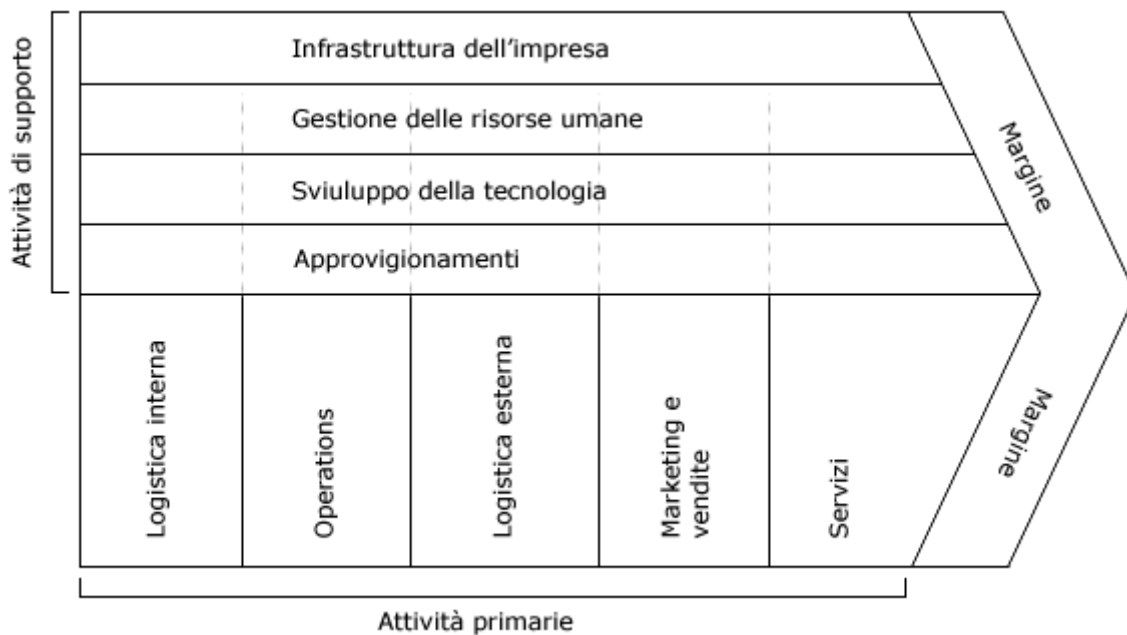 Attività di supporto
Infrastruttura dell'impresa
Gestione delle risorse umane
Sviuluppo della tecnologia
Approvigionamenti
Margine
Margine
Logistica interna
Operations
Logistica esterna
Marketing e
vendite
Servizi
Attività primarie